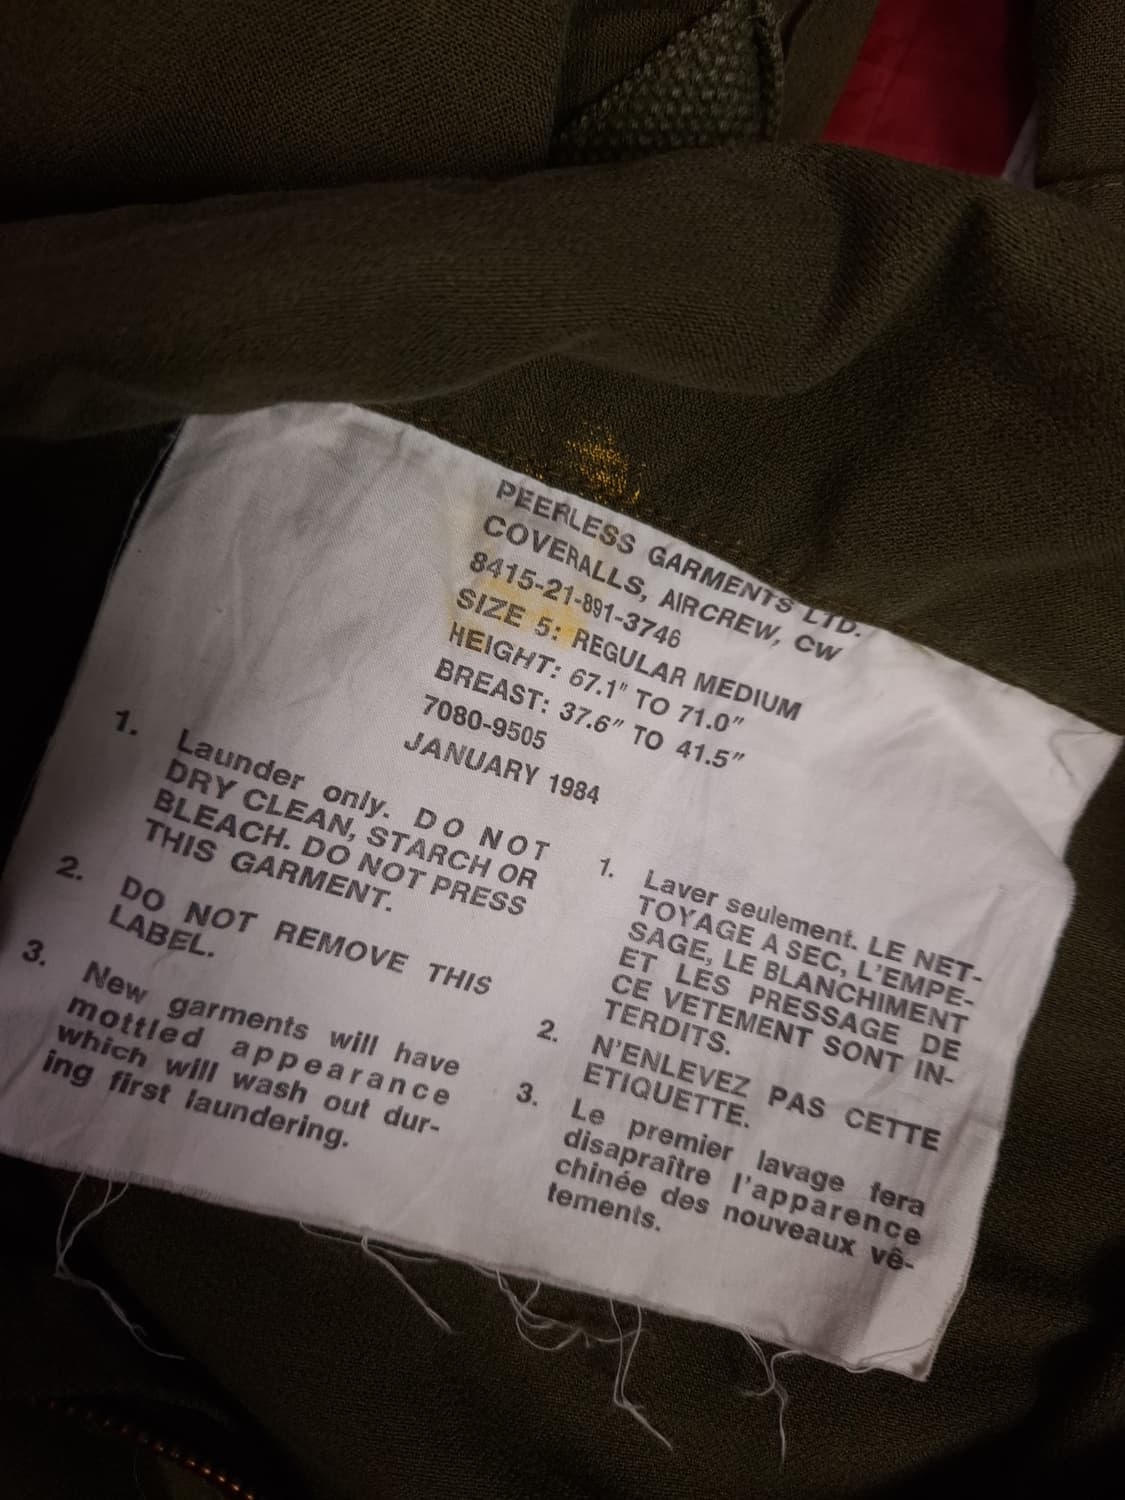 PEERLESS GARMENTS LTD.
COVERALLS, AIRCREW, CW
8415-21-891-3746
SIZE 5: REGULAR MEDIUM
HEIGHT: 67.1" TO 71.0"
BREAST: 37.6" TO 41.5"
7080-9505
JANUARY 1984
1. Launder only. DO NOT
DRY CLEAN, STARCH OR
BLEACH. DO NOT PRESS
THIS GARMENT.
2. DO NOT REMOVE THIS
LABEL.
3. New garments will have
mottled appearance
which will wash out dur-
ing first laundering.
1. Laver seulement. LE NET-
TOYAGE A SEC, L'EMPE-
SAGE, LE BLANCHIMENT
ET LES PRESSAGE DE
CE VETEMENT SONT IN-
TERDITS.
2. N'ENLEVEZ PAS CETTE
ETIQUETTE.
3. Le premier lavage fera
disapraître l'apparence
chinée des nouveaux vê-
tements.